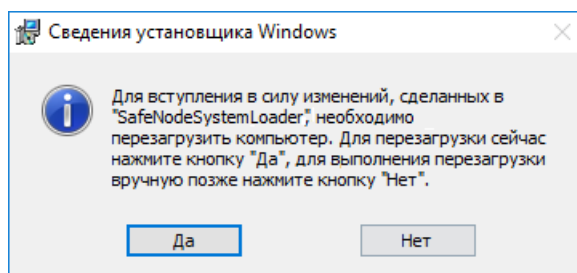 Сведения установщика Windows
Для вступления в силу изменений, сделанных в
"SafeNodeSystemLoader", необходимо
перезагрузить компьютер. Для перезагрузки сейчас
нажмите кнопку "Да", для выполнения перезагрузки
вручную позже нажмите кнопку "Нет".
Да
Нет